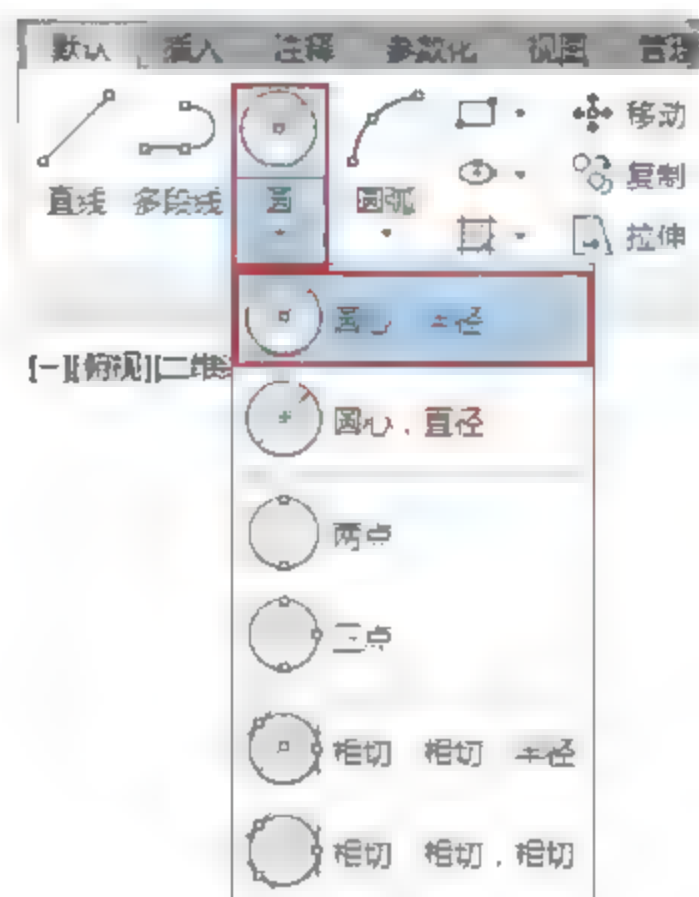 默认 插入 注释 参数化 视图 管理
直线 多段线 圆 圆弧
移动
复制
拉伸
[-][俯视][二维
圆心，半径
圆心，直径
两点
三点
相切，相切，半径
相切，相切，相切